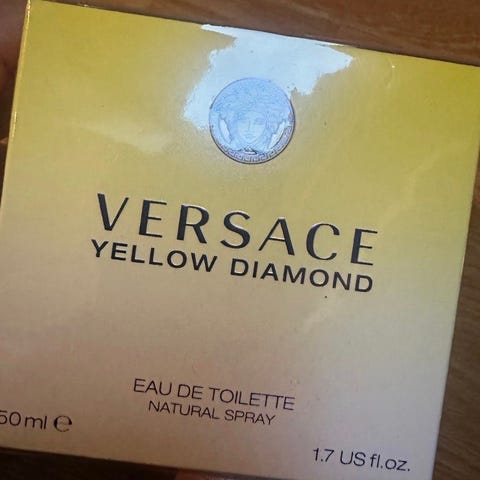 VERSACE
YELLOW DIAMOND
EAU DE TOILETTE
NATURAL SPRAY
50ml ℮
1.7 US fl.oz.